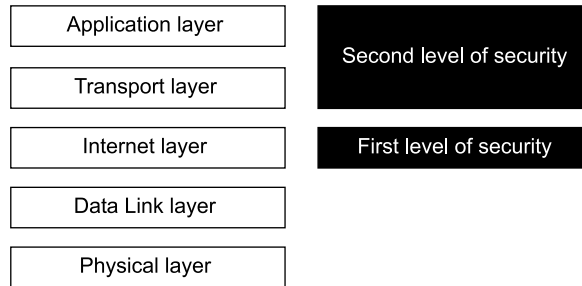 Application layer
Second level of security
Transport layer
Internet layer
First level of security
Data Link layer
Physical layer